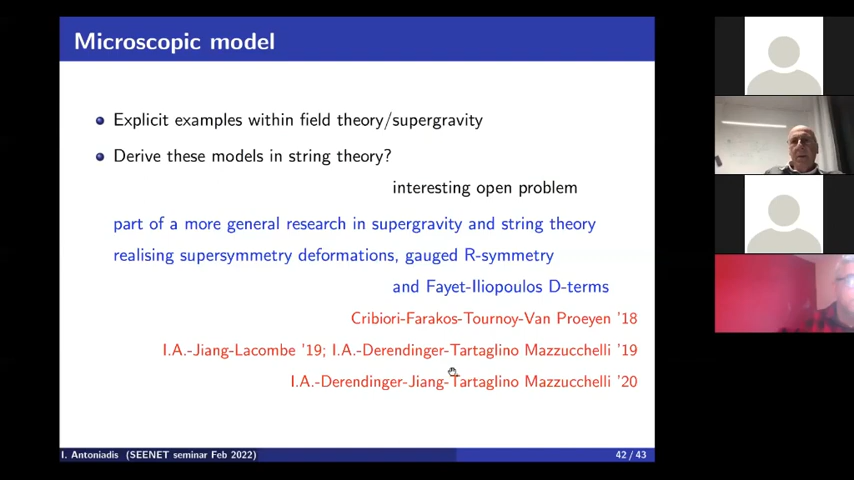 Microscopic model
Explicit examples within field theory/supergravity
Derive these models in string theory?
interesting open problem
part of a more general research in supergravity and string theory
realising supersymmetry deformations, gauged R-symmetry
and Fayet-Iliopoulos D-terms
Cribiori-Farakos-Tournoy-Van Proeyen '18
I.A.-Jiang-Lacombe '19; I.A.-Derendinger-Tartaglino Mazzucchelli '19
I.A.-Derendinger-Jiang-Tartaglino Mazzucchelli '20
I. Antoniadis (SEENET seminar Feb 2022)
42 / 43